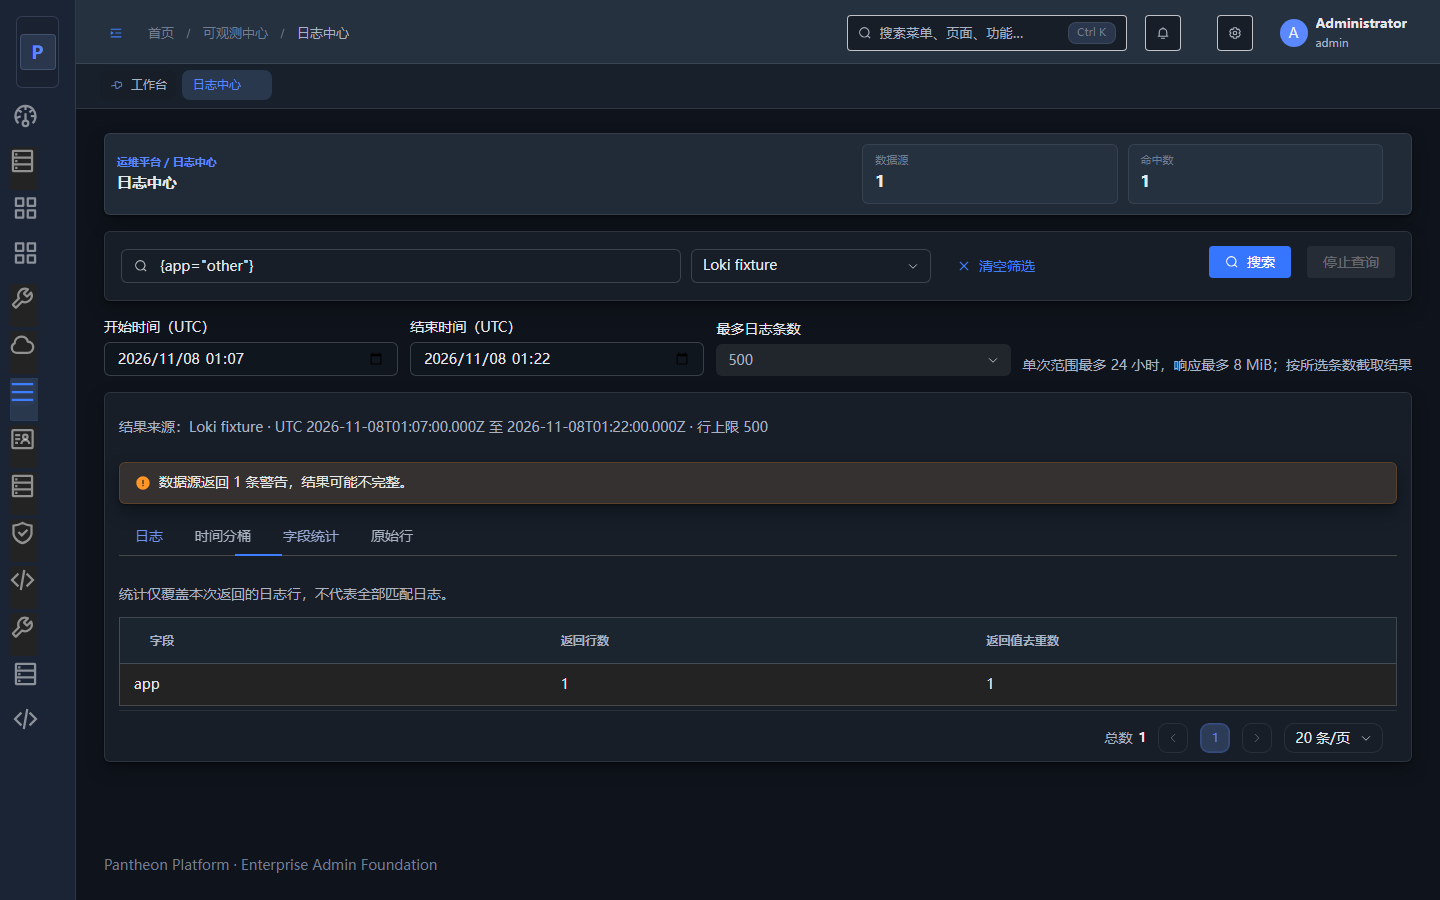 P
首页 / 可观测中心 / 日志中心
搜索菜单、页面、功能...
Ctrl K
A
Administrator
admin
工作台
日志中心
运维平台 / 日志中心
日志中心
数据源
1
命中数
1
{app="other"}
Loki fixture
清空筛选
搜索
停止查询
开始时间（UTC）
结束时间（UTC）
最多日志条数
2026/11/08 01:07
2026/11/08 01:22
500
单次范围最多 24 小时，响应最多 8 MiB；按所选条数截取结果
结果来源：Loki fixture · UTC 2026-11-08T01:07:00.000Z 至 2026-11-08T01:22:00.000Z · 行上限 500
数据源返回 1 条警告，结果可能不完整。
日志 时间分桶 字段统计 原始行
统计仅覆盖本次返回的日志行，不代表全部匹配日志。
字段 返回行数 返回值去重数
app 1 1
总数 1
1
20 条/页
Pantheon Platform · Enterprise Admin Foundation